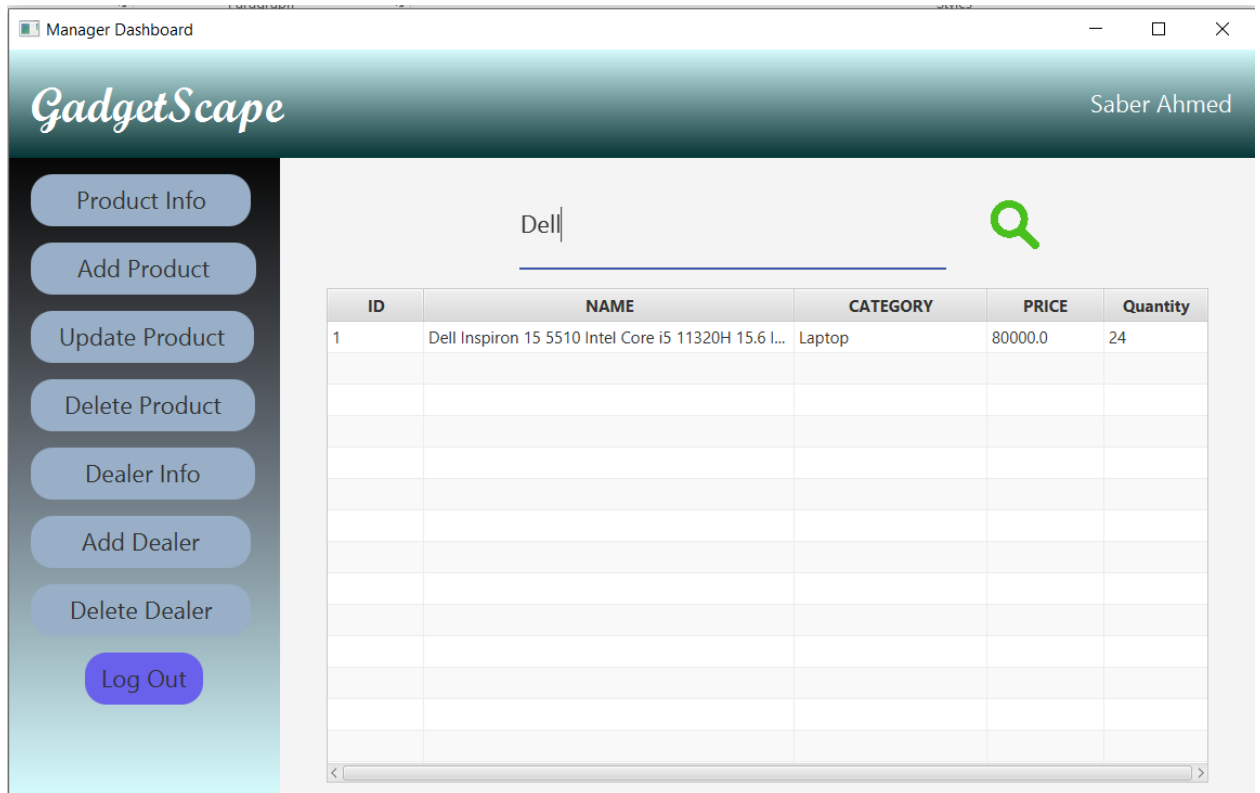 Paragraph
Styles
Manager Dashboard
GadgetScape
Saber Ahmed
Product Info
Add Product
Update Product
Delete Product
Dealer Info
Add Dealer
Delete Dealer
Log Out
Dell
ID NAME CATEGORY PRICE Quantity
1 Dell Inspiron 15 5510 Intel Core i5 11320H 15.6 I... Laptop 80000.0 24